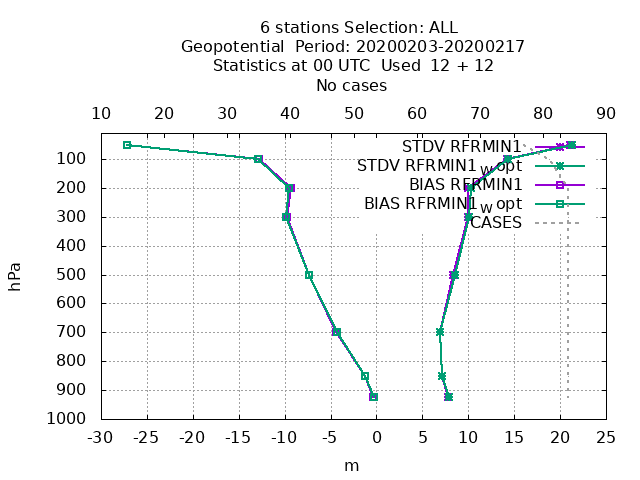 6 stations Selection: ALL
Geopotential  Period: 20200203-20200217
Statistics at 00 UTC  Used  12 + 12
No cases
10 20 30 40 50 60 70 80 90
STDV RFRMIN1
STDV RFRMIN1w opt
BIAS RFRMIN1
BIAS RFRMIN1w opt
CASES
hPa
100
200
300
400
500
600
700
800
900
1000
-30 -25 -20 -15 -10 -5 0 5 10 15 20 25
m